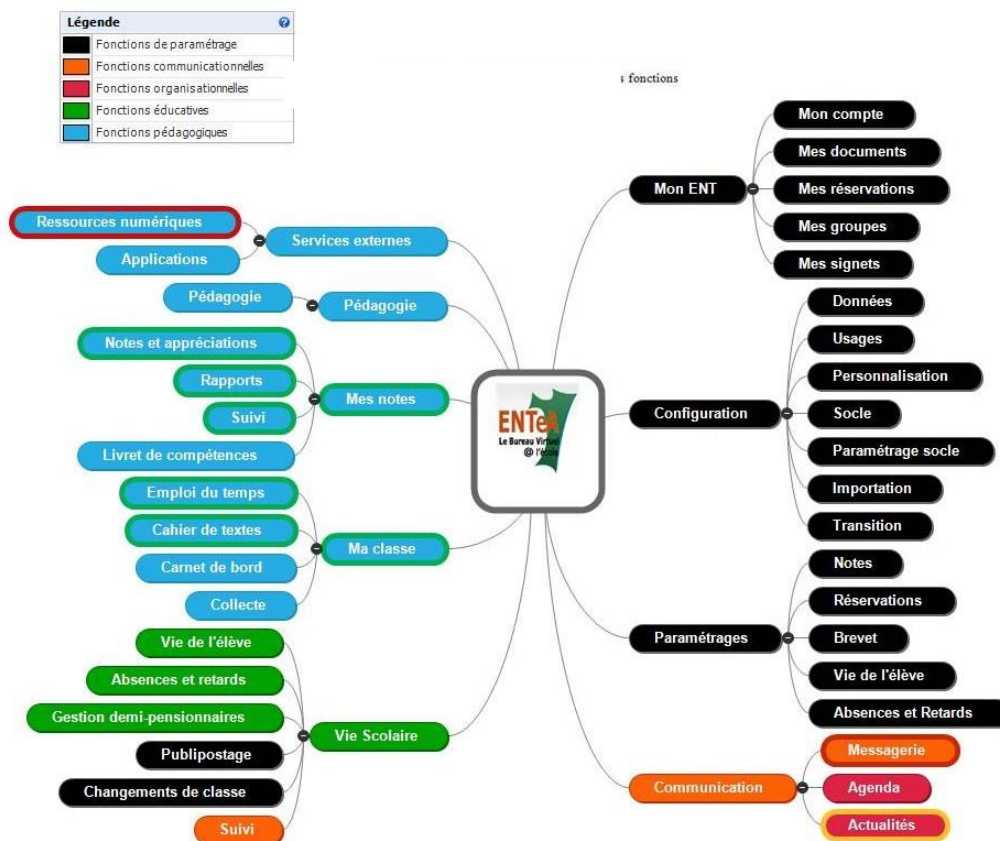 Légende
Fonctions de paramétrage
Fonctions communicationnelles
Fonctions organisationnelles
Fonctions éducatives
Fonctions pédagogiques
s fonctions
Ressources numériques
Applications
Services externes
Pédagogie
Pédagogie
Notes et appréciations
Rapports
Suivi
Livret de compétences
Mes notes
Emploi du temps
Cahier de textes
Carnet de bord
Collecte
Ma classe
Vie de l'élève
Absences et retards
Gestion demi-pensionnaires
Publipostage
Changements de classe
Suivi
Vie Scolaire
ENTeA
Le Bureau Virtuel
@ l'école
Mon ENT
Mon compte
Mes documents
Mes réservations
Mes groupes
Mes signets
Configuration
Données
Usages
Personnalisation
Socle
Paramétrage socle
Importation
Transition
Paramétrages
Notes
Réservations
Brevet
Vie de l'élève
Absences et Retards
Communication
Messagerie
Agenda
Actualités